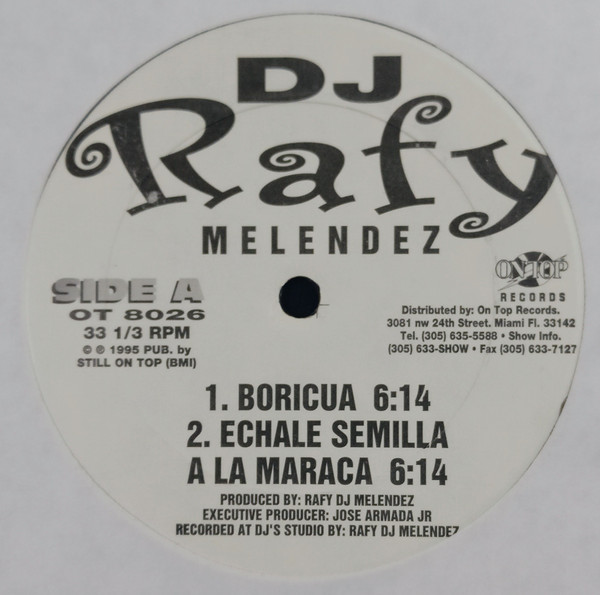 DJ
Rafy
MELENDEZ
ON TOP
RECORDS
SIDE A
OT 8026
33 1/3 RPM
© ℗ 1995 PUB. by
STILL ON TOP (BMI)
Distributed by: On Top Records.
3081 nw 24th Street. Miami Fl. 33142
Tel. (305) 635-5588 • Show Info.
(305) 633-SHOW • Fax (305) 633-7127
1. BORICUA 6:14
2. ECHALE SEMILLA
A LA MARACA 6:14
PRODUCED BY: RAFY DJ MELENDEZ
EXECUTIVE PRODUCER: JOSE ARMADA JR
RECORDED AT DJ'S STUDIO BY: RAFY DJ MELENDEZ